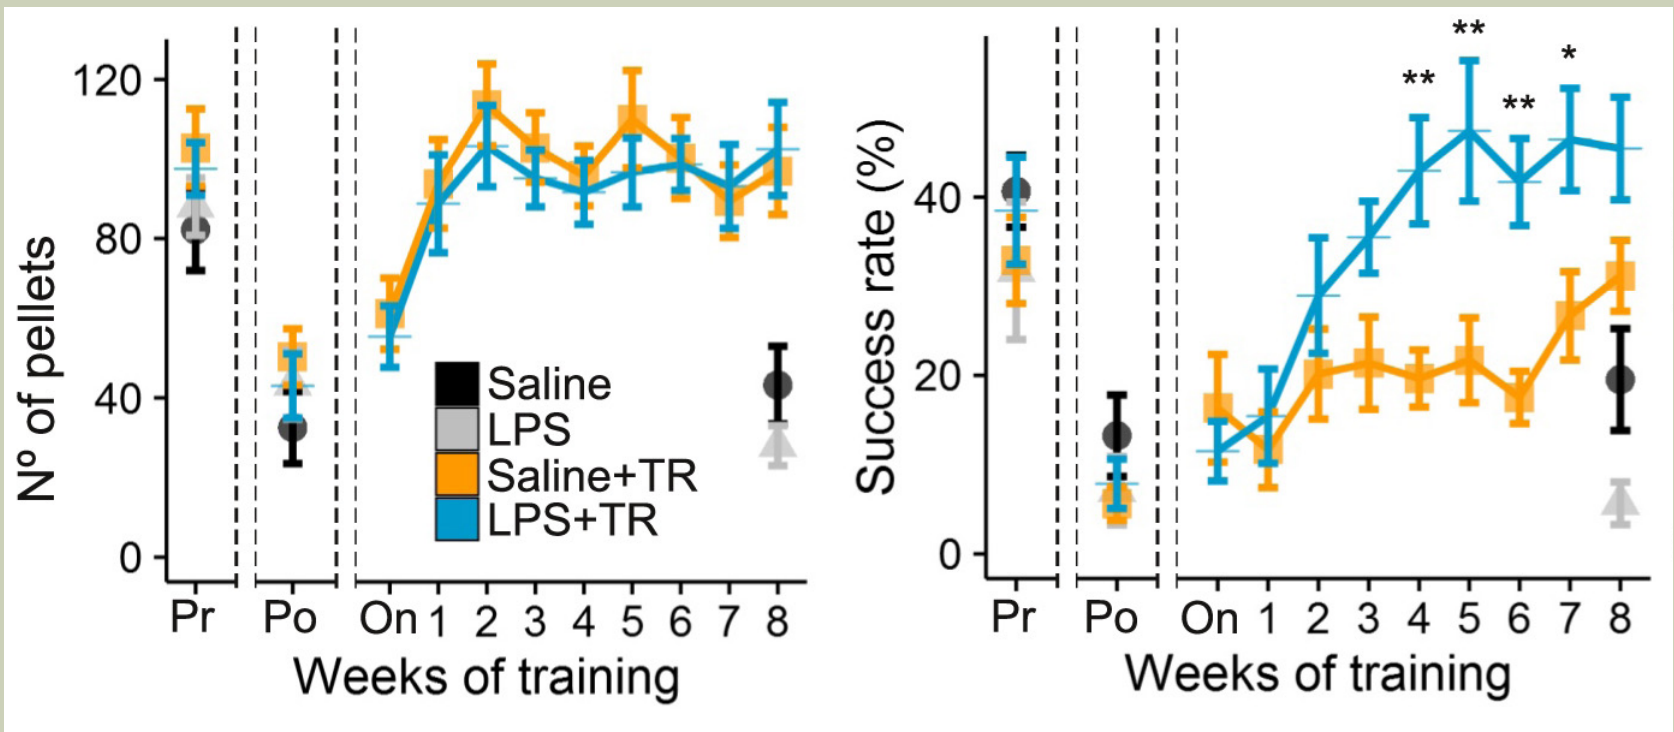 Nº of pellets
120
80
40
0
Saline
LPS
Saline+TR
LPS+TR
Pr Po On 1 2 3 4 5 6 7 8
Weeks of training
Success rate (%)
40
20
0
** ** ** *
Pr Po On 1 2 3 4 5 6 7 8
Weeks of training